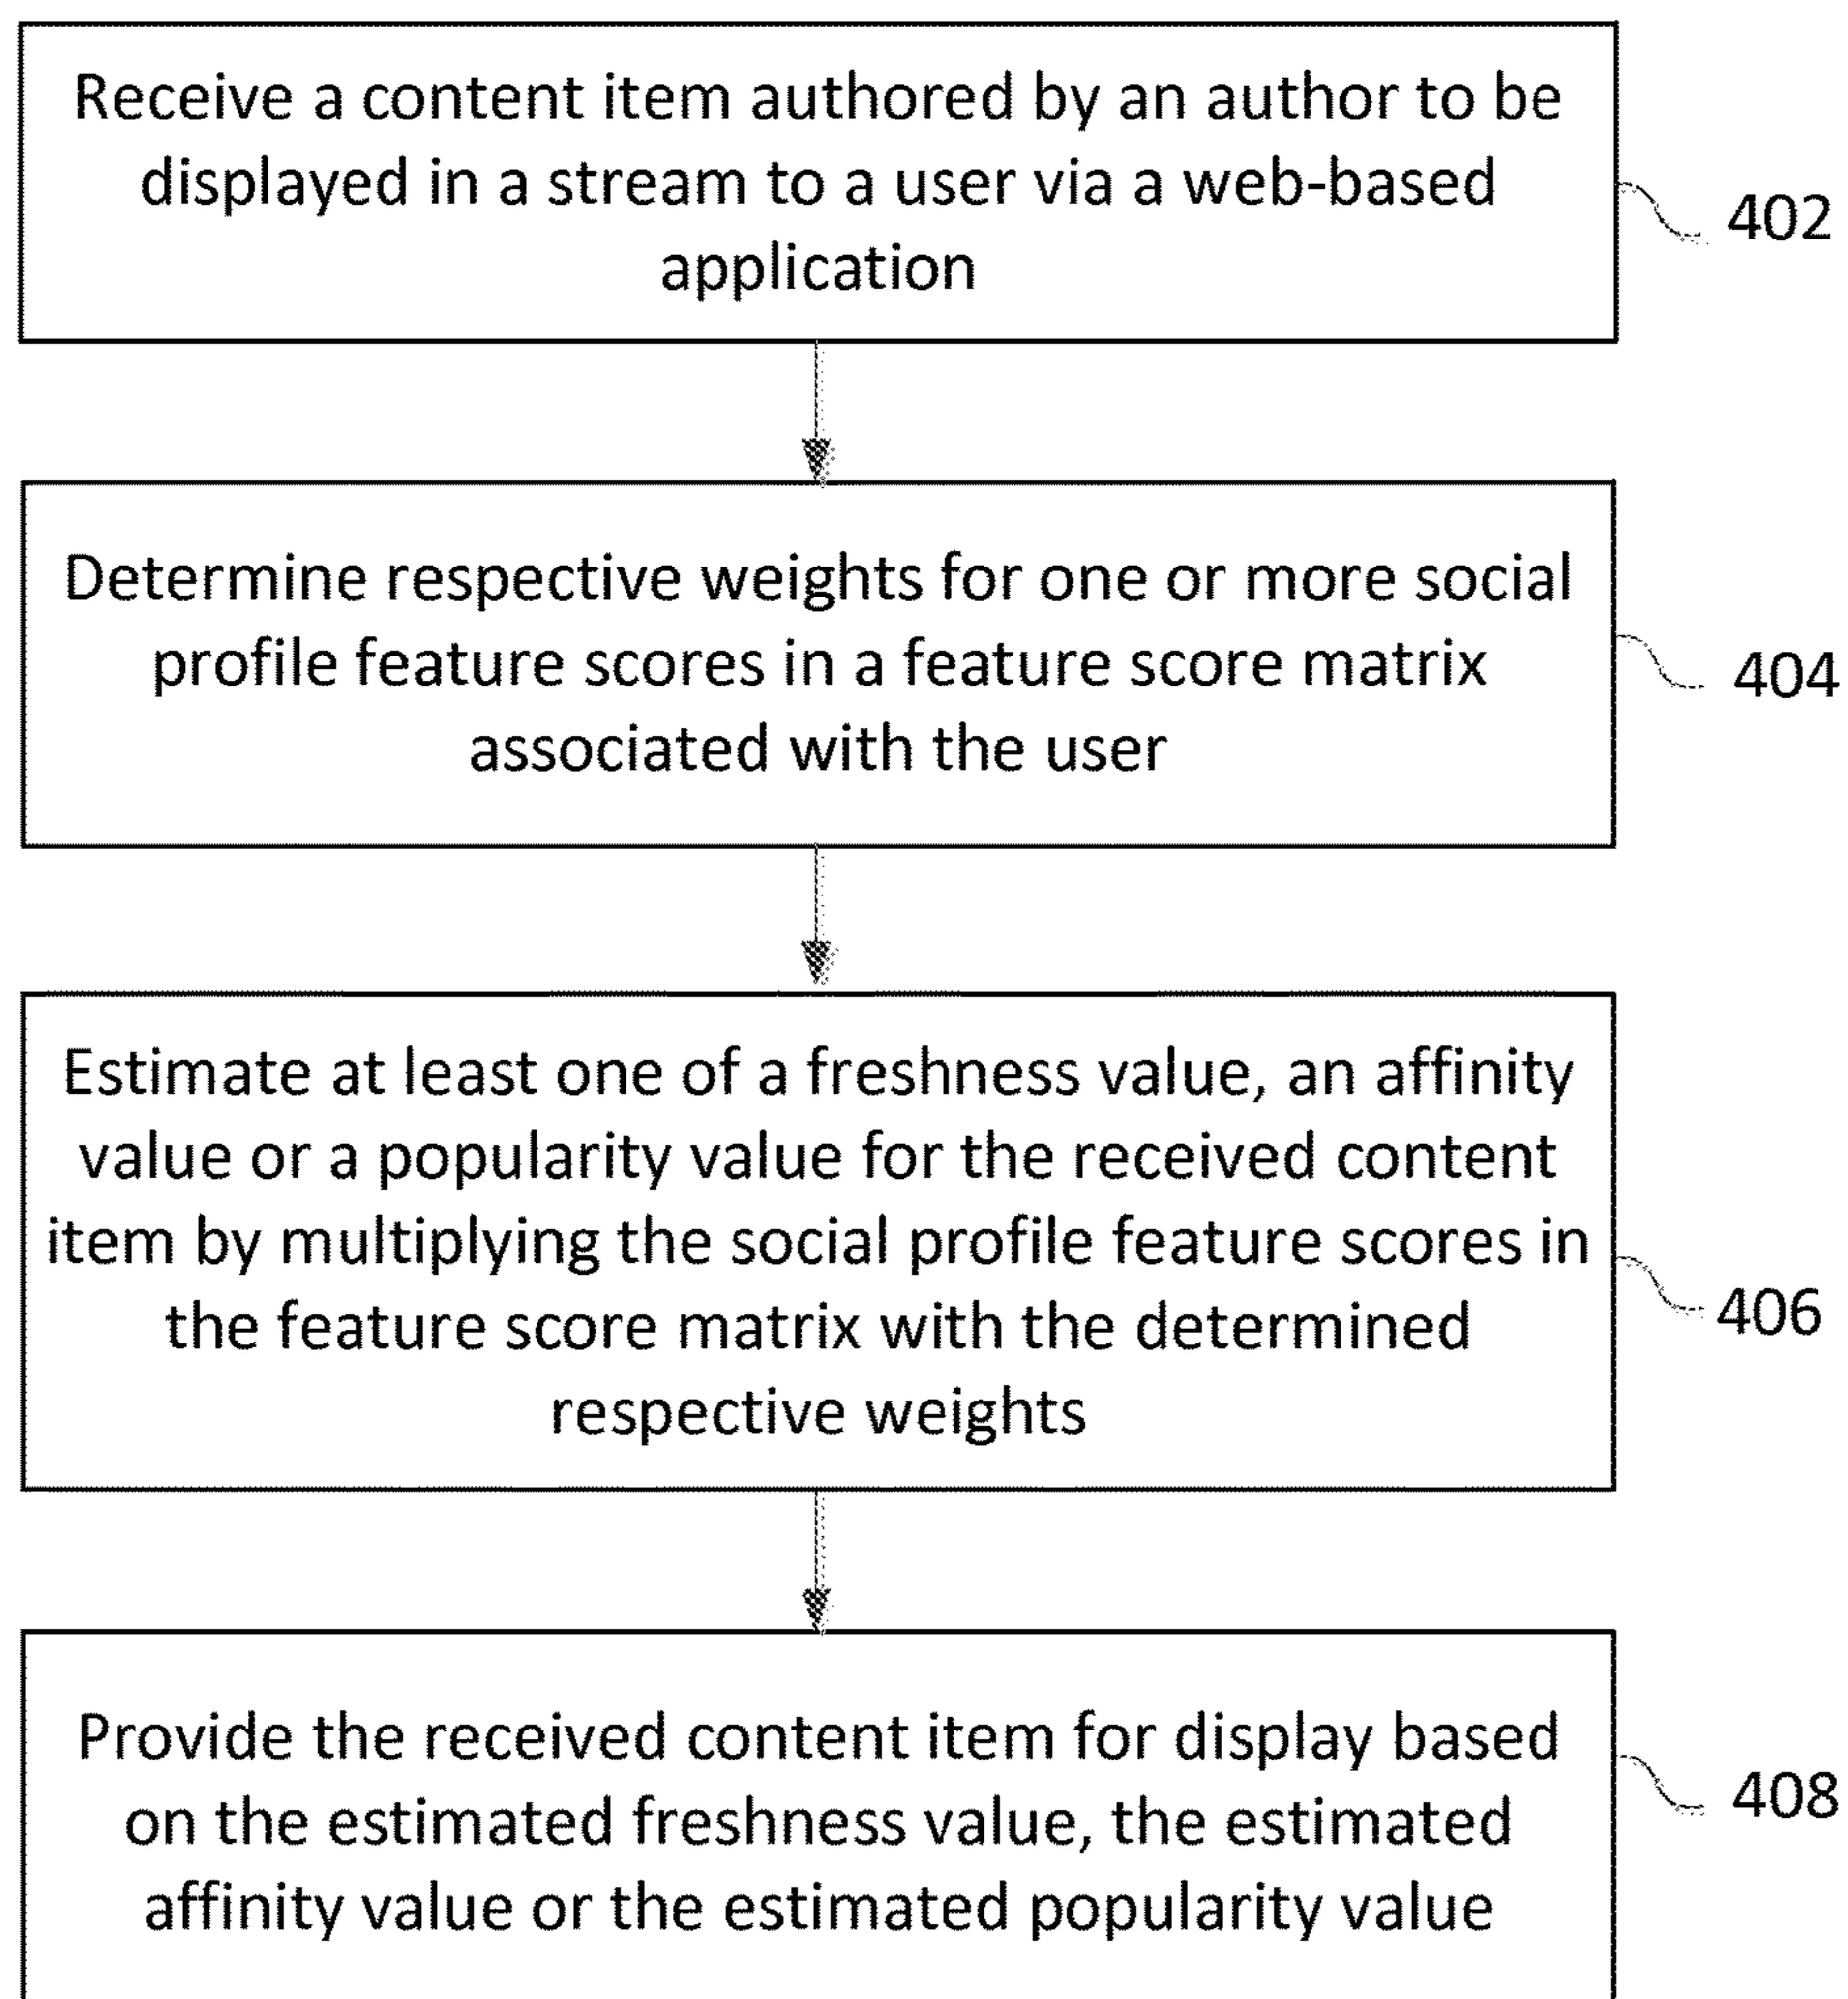 Receive a content item authored by an author to be
displayed in a stream to a user via a web-based
application
402
Determine respective weights for one or more social
profile feature scores in a feature score matrix
associated with the user
404
Estimate at least one of a freshness value, an affinity
value or a popularity value for the received content
item by multiplying the social profile feature scores in
the feature score matrix with the determined
respective weights
406
Provide the received content item for display based
on the estimated freshness value, the estimated
affinity value or the estimated popularity value
408